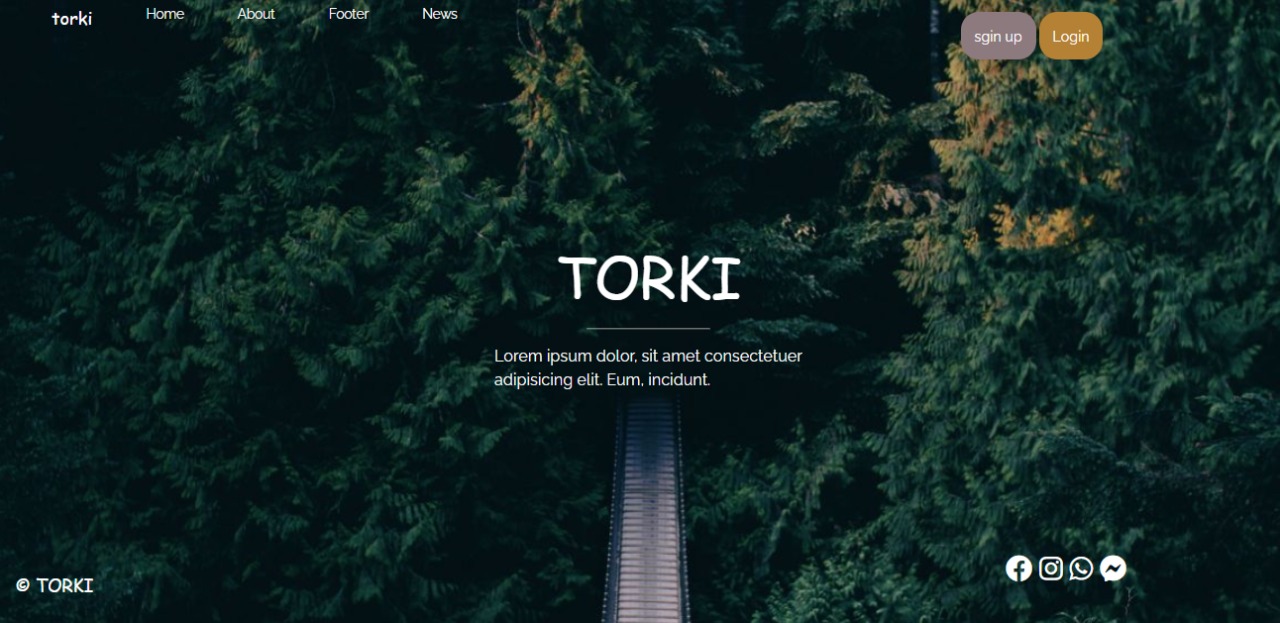 torki
Home
About
Footer
News
sgin up
Login
TORKI
Lorem ipsum dolor, sit amet consectetuer
adipisicing elit. Eum, incidunt.
© TORKI